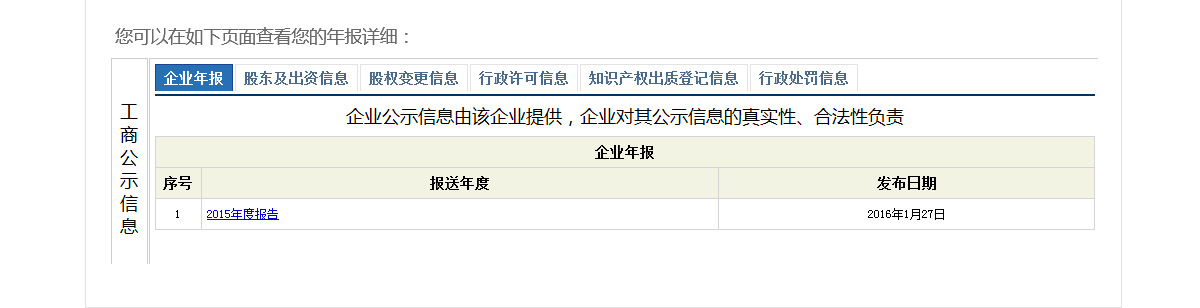 您可以在如下页面查看您的年报详细：
工商公示信息
企业年报 股东及出资信息 股权变更信息 行政许可信息 知识产权出质登记信息 行政处罚信息
企业公示信息由该企业提供，企业对其公示信息的真实性、合法性负责
企业年报
序号 报送年度 发布日期
1 2015年度报告 2016年1月27日